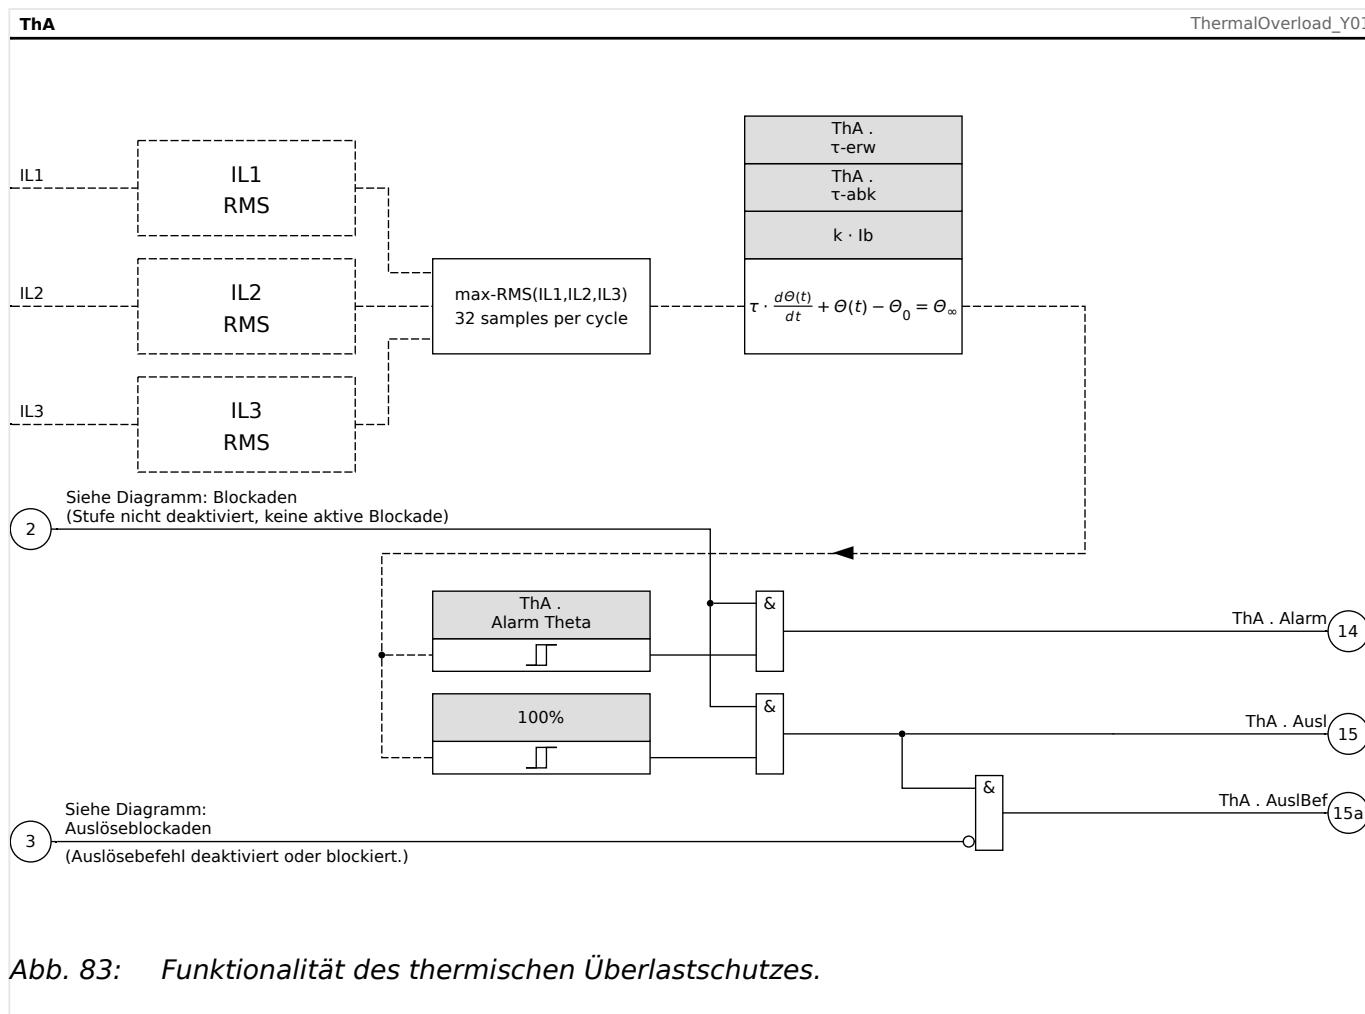 ThA
ThermalOverload_Y01
IL1
IL1
RMS
IL2
IL2
RMS
IL3
IL3
RMS
max-RMS(IL1,IL2,IL3)
32 samples per cycle
ThA .
τ-erw
ThA .
τ-abk
k · Ib
τ · dΘ(t)/dt + Θ(t) − Θ₀ = Θ∞
2
Siehe Diagramm: Blockaden
(Stufe nicht deaktiviert, keine aktive Blockade)
ThA .
Alarm Theta
&
ThA . Alarm
14
100%
&
ThA . Ausl
15
3
Siehe Diagramm:
Auslöseblockaden
(Auslösebefehl deaktiviert oder blockiert.)
&
ThA . AuslBef
15a
Abb. 83: Funktionalität des thermischen Überlastschutzes.